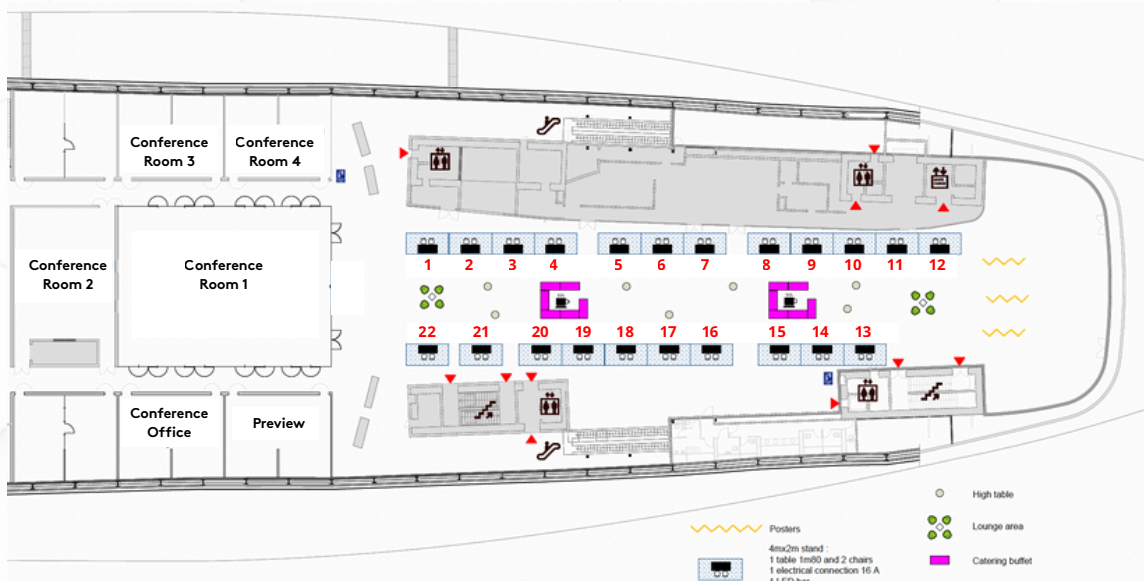 Conference
Room 3
Conference
Room 4
Conference
Room 2
Conference
Room 1
Conference
Office
Preview
1 2 3 4 5 6 7 8 9 10 11 12
22 21 20 19 18 17 16 15 14 13
High table
Lounge area
Catering buffet
Posters
4mx2m stand :
1 table 1m80 and 2 chairs
1 electrical connection 16 A